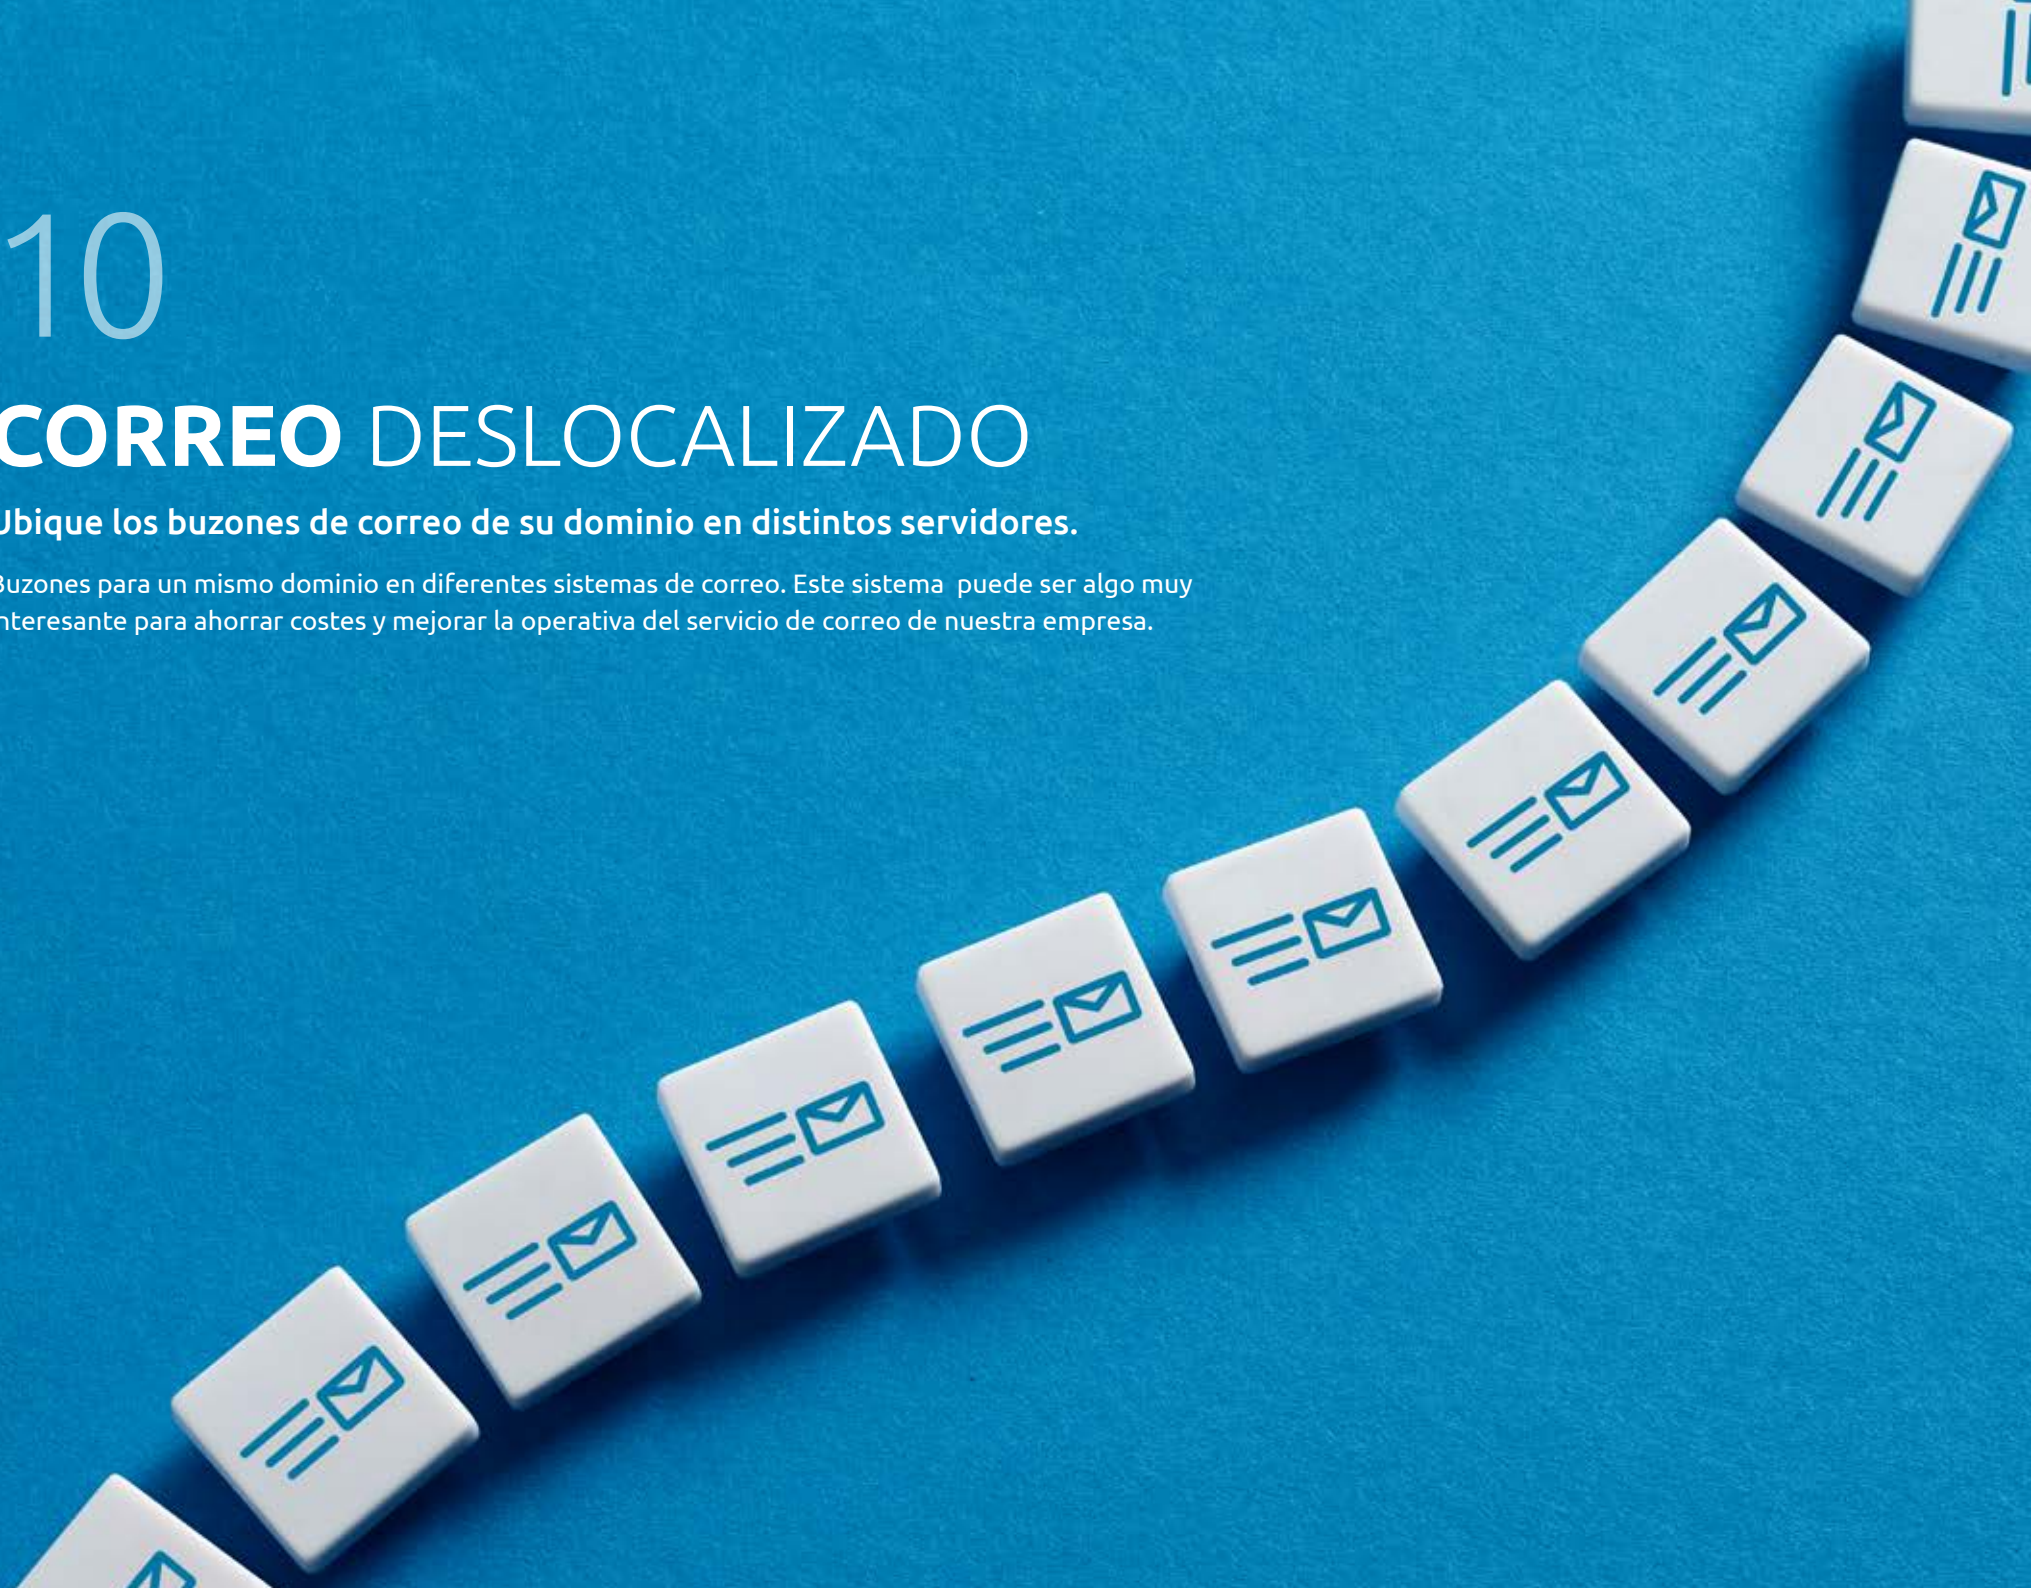 10
CORREO DESLOCALIZADO
Ubique los buzones de correo de su dominio en distintos servidores.
Buzones para un mismo dominio en diferentes sistemas de correo. Este sistema puede ser algo muy
interesante para ahorrar costes y mejorar la operativa del servicio de correo de nuestra empresa.